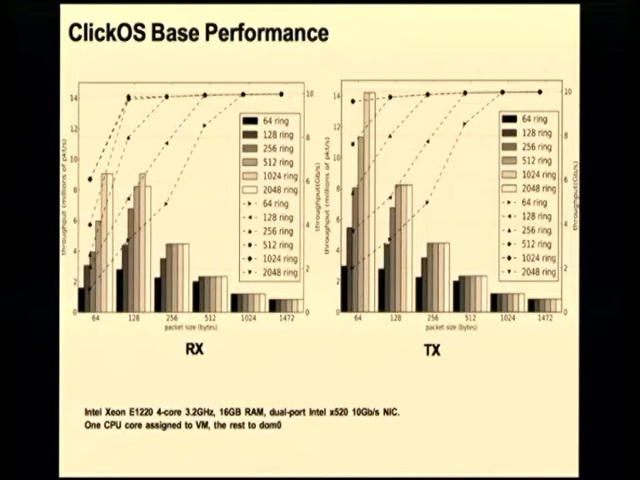 ClickOS Base Performance
throughput (millions of pkt/s)
14
12
10
8
6
4
2
0
64 ring
128 ring
256 ring
512 ring
1024 ring
2048 ring
64 ring
128 ring
256 ring
512 ring
1024 ring
2048 ring
10
8
6
4
2
0
throughput(Gb/s)
64 128 256 512 1024 1472
packet size (bytes)
RX
throughput (millions of pkt/s)
14
12
10
8
6
4
2
0
64 ring
128 ring
256 ring
512 ring
1024 ring
2048 ring
64 ring
128 ring
256 ring
512 ring
1024 ring
2048 ring
10
8
6
4
2
0
throughput(Gb/s)
64 128 256 512 1024 1472
packet size (bytes)
TX
Intel Xeon E1220 4-core 3.2GHz, 16GB RAM, dual-port Intel x520 10Gb/s NIC.
One CPU core assigned to VM, the rest to dom0